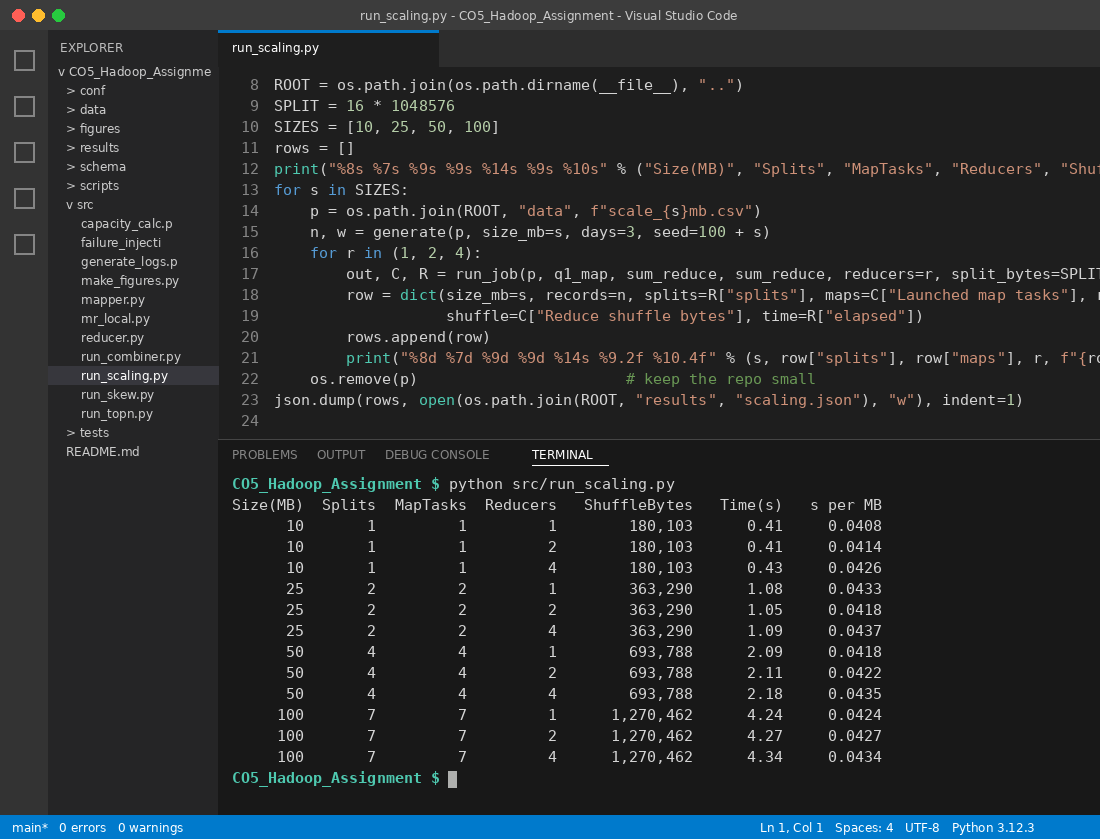 run_scaling.py - CO5_Hadoop_Assignment - Visual Studio Code
EXPLORER
v CO5_Hadoop_Assignme
> conf
> data
> figures
> results
> schema
> scripts
v src
capacity_calc.p
failure_injecti
generate_logs.p
make_figures.py
mapper.py
mr_local.py
reducer.py
run_combiner.py
run_scaling.py
run_skew.py
run_topn.py
> tests
README.md
run_scaling.py
8 ROOT = os.path.join(os.path.dirname(__file__), "..")
9 SPLIT = 16 * 1048576
10 SIZES = [10, 25, 50, 100]
11 rows = []
12 print("%8s %7s %9s %9s %14s %9s %10s" % ("Size(MB)", "Splits", "MapTasks", "Reducers", "Shuf
13 for s in SIZES:
14     p = os.path.join(ROOT, "data", f"scale_{s}mb.csv")
15     n, w = generate(p, size_mb=s, days=3, seed=100 + s)
16     for r in (1, 2, 4):
17         out, C, R = run_job(p, q1_map, sum_reduce, sum_reduce, reducers=r, split_bytes=SPLIT
18         row = dict(size_mb=s, records=n, splits=R["splits"], maps=C["Launched map tasks"], r
19                    shuffle=C["Reduce shuffle bytes"], time=R["elapsed"])
20         rows.append(row)
21         print("%8d %7d %9d %9d %14s %9.2f %10.4f" % (s, row["splits"], row["maps"], r, f"{ro
22     os.remove(p)                       # keep the repo small
23 json.dump(rows, open(os.path.join(ROOT, "results", "scaling.json"), "w"), indent=1)
24
PROBLEMS OUTPUT DEBUG CONSOLE TERMINAL
CO5_Hadoop_Assignment $ python src/run_scaling.py
Size(MB)  Splits  MapTasks  Reducers   ShuffleBytes   Time(s)   s per MB
      10       1         1         1        180,103      0.41     0.0408
      10       1         1         2        180,103      0.41     0.0414
      10       1         1         4        180,103      0.43     0.0426
      25       2         2         1        363,290      1.08     0.0433
      25       2         2         2        363,290      1.05     0.0418
      25       2         2         4        363,290      1.09     0.0437
      50       4         4         1        693,788      2.09     0.0418
      50       4         4         2        693,788      2.11     0.0422
      50       4         4         4        693,788      2.18     0.0435
     100       7         7         1      1,270,462      4.24     0.0424
     100       7         7         2      1,270,462      4.27     0.0427
     100       7         7         4      1,270,462      4.34     0.0434
CO5_Hadoop_Assignment $
main* 0 errors 0 warnings Ln 1, Col 1 Spaces: 4 UTF-8 Python 3.12.3